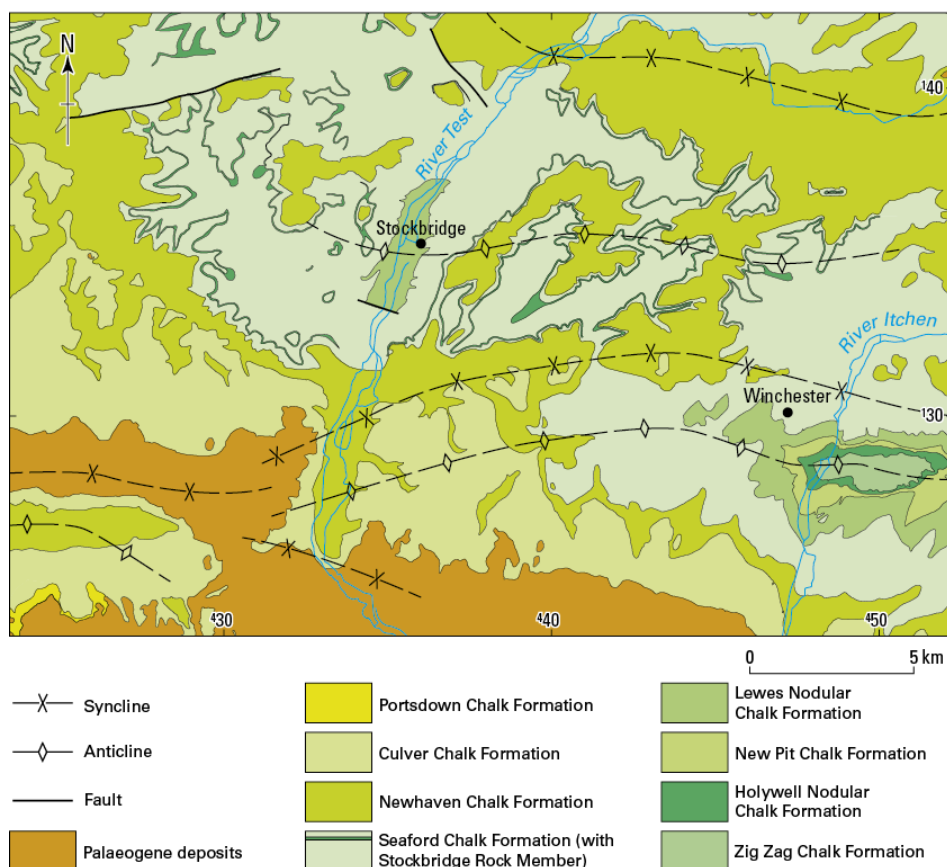 N
¹40
River Test
Stockbridge
River Itchen
Winchester
¹30
⁴30
⁴40
⁴50
0 5 km
Syncline
Anticline
Fault
Palaeogene deposits
Portsdown Chalk Formation
Culver Chalk Formation
Newhaven Chalk Formation
Seaford Chalk Formation (with
Stockbridge Rock Member)
Lewes Nodular
Chalk Formation
New Pit Chalk Formation
Holywell Nodular
Chalk Formation
Zig Zag Chalk Formation